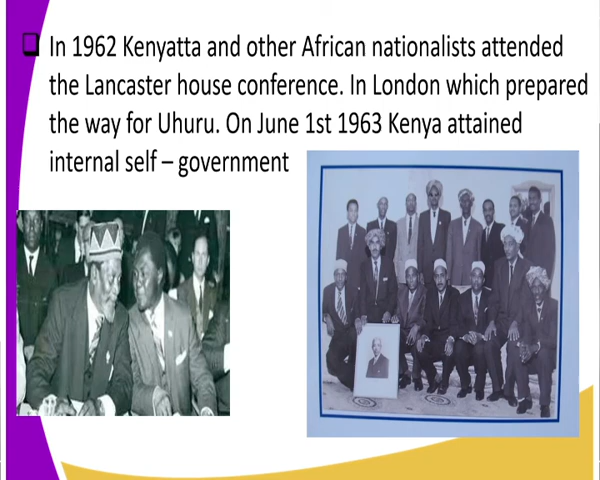 In 1962 Kenyatta and other African nationalists attended
the Lancaster house conference. In London which prepared
the way for Uhuru. On June 1st 1963 Kenya attained
internal self – government